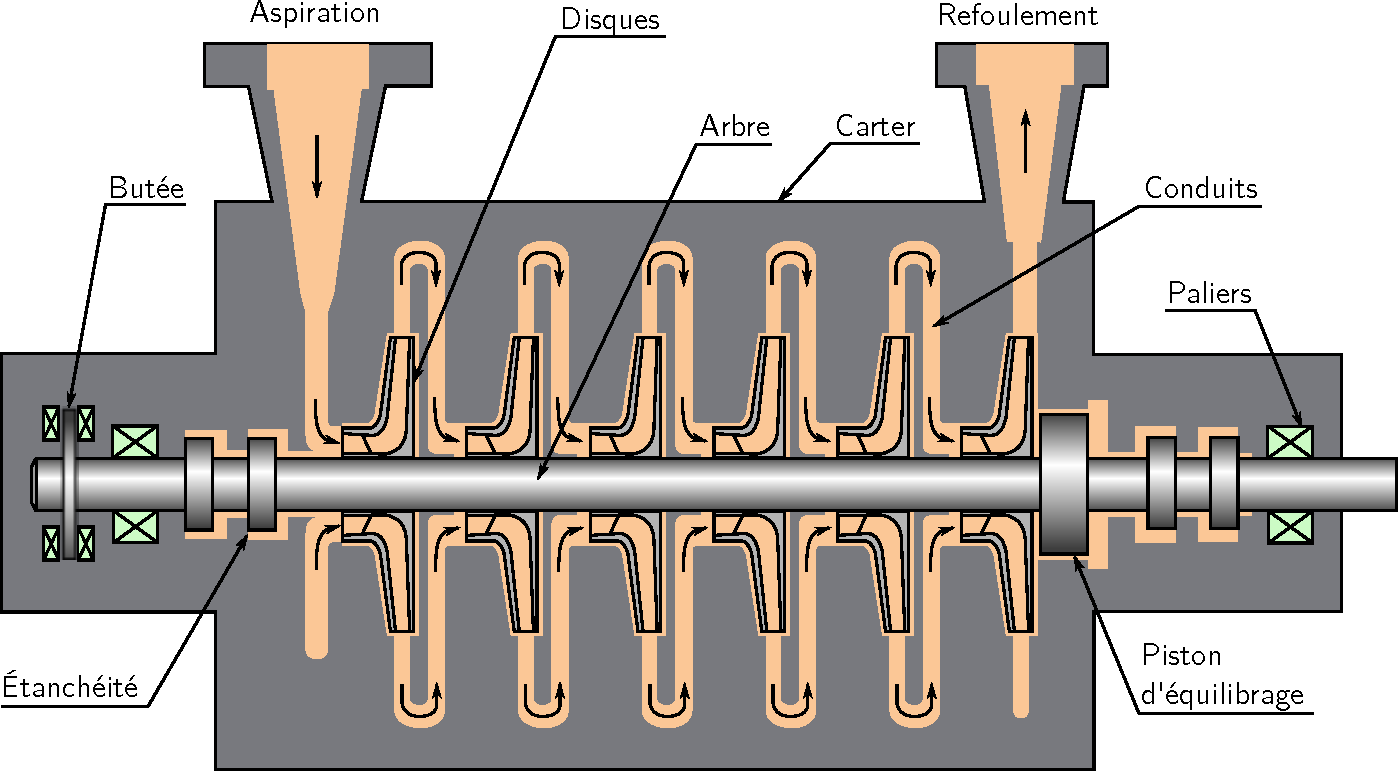 Aspiration
Disques
Refoulement
Arbre
Carter
Butée
Conduits
Paliers
Étanchéité
Piston
d'équilibrage